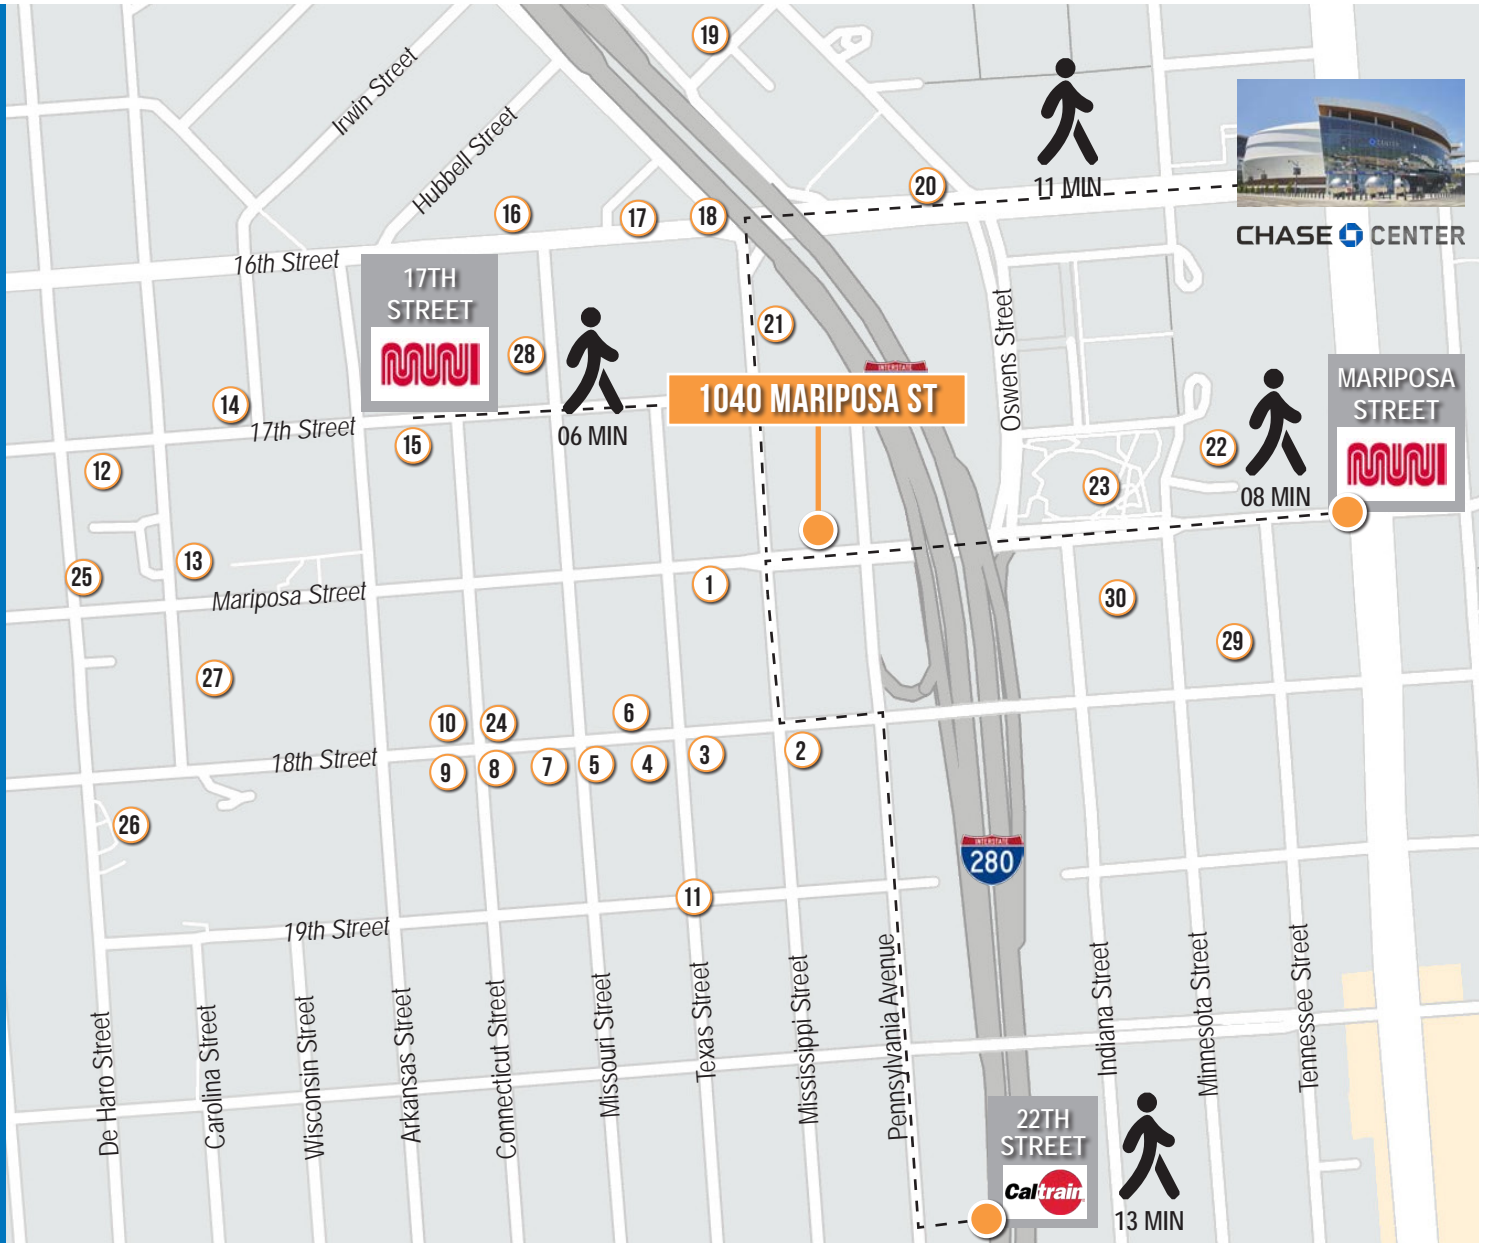 19
Irwin Street
Hubbell Street
11 MIN
20
16
17
18
CHASE CENTER
16th Street
17TH
STREET
MUNI
21
28
Oswens Street
INTERSTATE
1040 MARIPOSA ST
MARIPOSA
STREET
MUNI
14
17th Street
15
06 MIN
22
12
23
08 MIN
13
25
1
Mariposa Street
30
29
27
10
24
6
18th Street
9
8
7
5
4
3
2
26
INTERSTATE
280
11
19th Street
De Haro Street
Carolina Street
Wisconsin Street
Arkansas Street
Connecticut Street
Missouri Street
Texas Street
Mississippi Street
Pennsylvania Avenue
Indiana Street
Minnesota Street
Tennessee Street
22TH
STREET
Caltrain
13 MIN